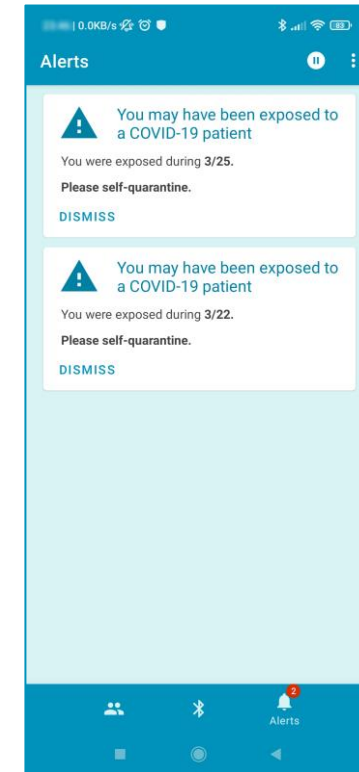 | 0.0KB/s
83
Alerts
You may have been exposed to
a COVID-19 patient
You were exposed during 3/25.
Please self-quarantine.
DISMISS
You may have been exposed to
a COVID-19 patient
You were exposed during 3/22.
Please self-quarantine.
DISMISS
2
Alerts